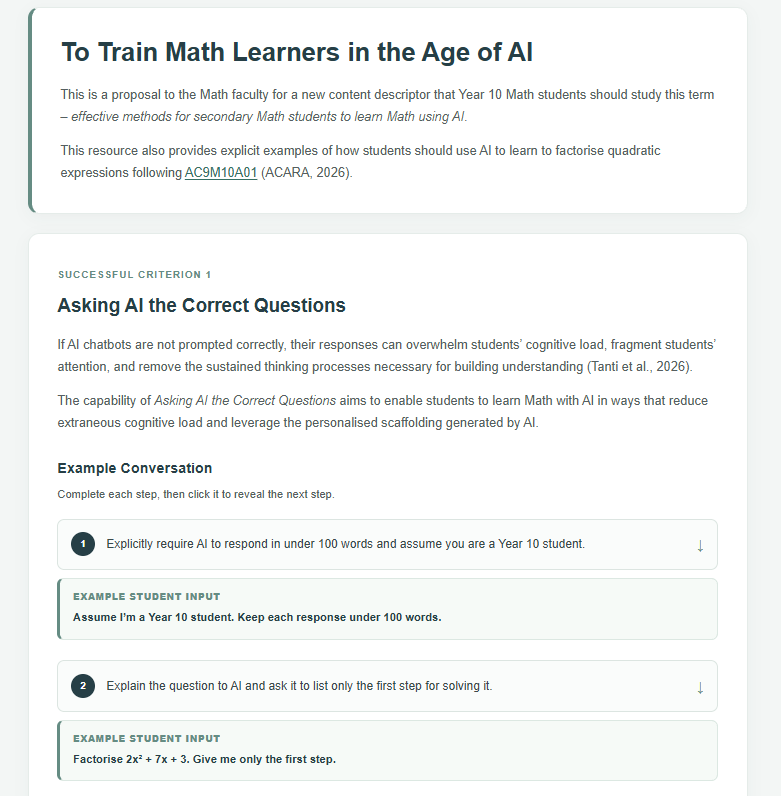 To Train Math Learners in the Age of AI
This is a proposal to the Math faculty for a new content descriptor that Year 10 Math students should study this term
– effective methods for secondary Math students to learn Math using AI.
This resource also provides explicit examples of how students should use AI to learn to factorise quadratic
expressions following AC9M10A01 (ACARA, 2026).
SUCCESSFUL CRITERION 1
Asking AI the Correct Questions
If AI chatbots are not prompted correctly, their responses can overwhelm students’ cognitive load, fragment students’
attention, and remove the sustained thinking processes necessary for building understanding (Tanti et al., 2026).
The capability of Asking AI the Correct Questions aims to enable students to learn Math with AI in ways that reduce
extraneous cognitive load and leverage the personalised scaffolding generated by AI.
Example Conversation
Complete each step, then click it to reveal the next step.
1 Explicitly require AI to respond in under 100 words and assume you are a Year 10 student. ↓
EXAMPLE STUDENT INPUT
Assume I’m a Year 10 student. Keep each response under 100 words.
2 Explain the question to AI and ask it to list only the first step for solving it. ↓
EXAMPLE STUDENT INPUT
Factorise 2x² + 7x + 3. Give me only the first step.